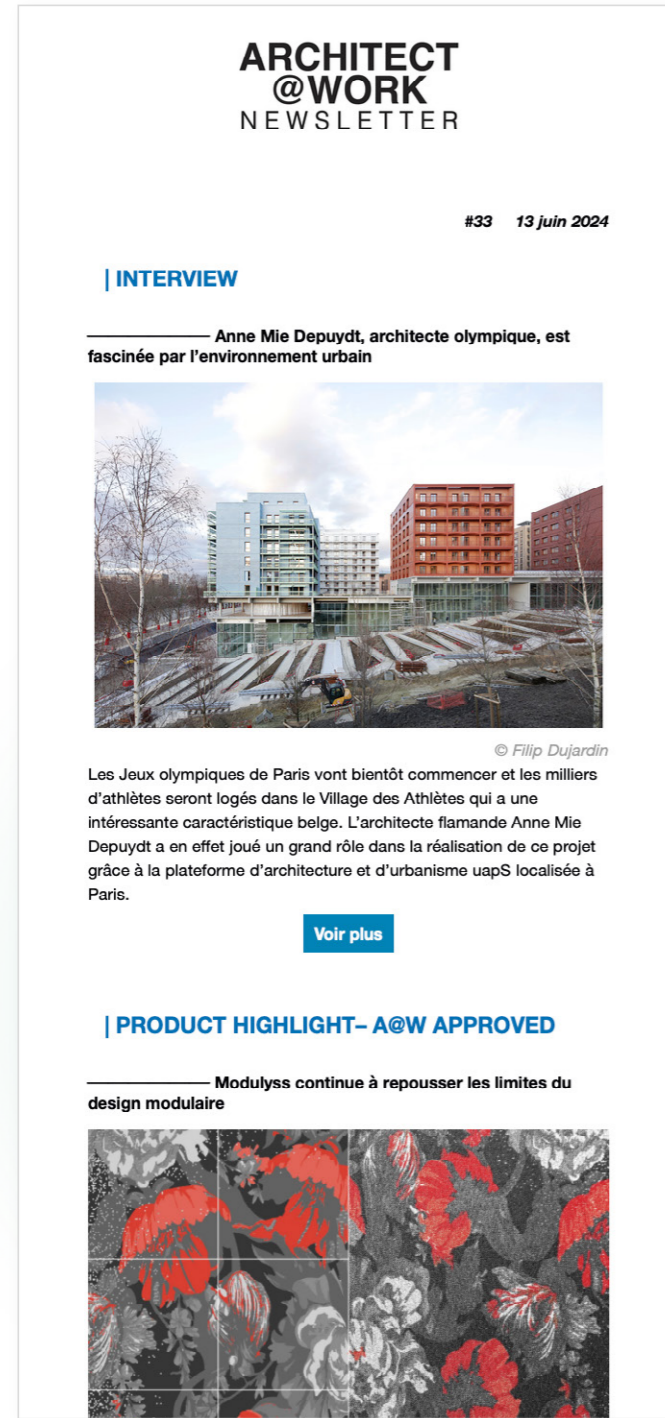 ARCHITECT
@WORK
NEWSLETTER
#33 13 juin 2024
| INTERVIEW
Anne Mie Depuydt, architecte olympique, est
fascinée par l’environnement urbain
© Filip Dujardin
Les Jeux olympiques de Paris vont bientôt commencer et les milliers
d’athlètes seront logés dans le Village des Athlètes qui a une
intéressante caractéristique belge. L’architecte flamande Anne Mie
Depuydt a en effet joué un grand rôle dans la réalisation de ce projet
grâce à la plateforme d’architecture et d’urbanisme uapS localisée à
Paris.
Voir plus
| PRODUCT HIGHLIGHT– A@W APPROVED
Modulyss continue à repousser les limites du
design modulaire